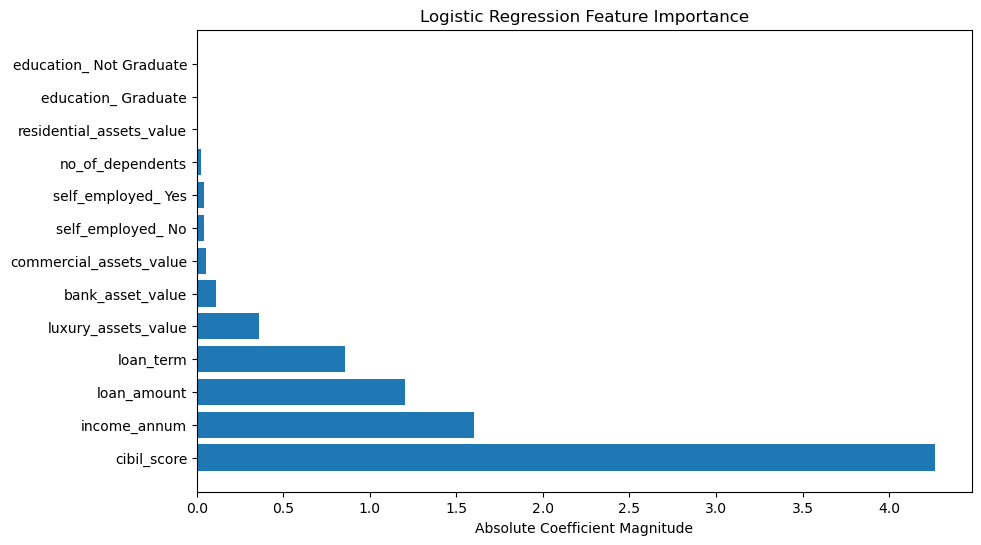 Logistic Regression Feature Importance
education_ Not Graduate
education_ Graduate
residential_assets_value
no_of_dependents
self_employed_ Yes
self_employed_ No
commercial_assets_value
bank_asset_value
luxury_assets_value
loan_term
loan_amount
income_annum
cibil_score
0.0 0.5 1.0 1.5 2.0 2.5 3.0 3.5 4.0
Absolute Coefficient Magnitude